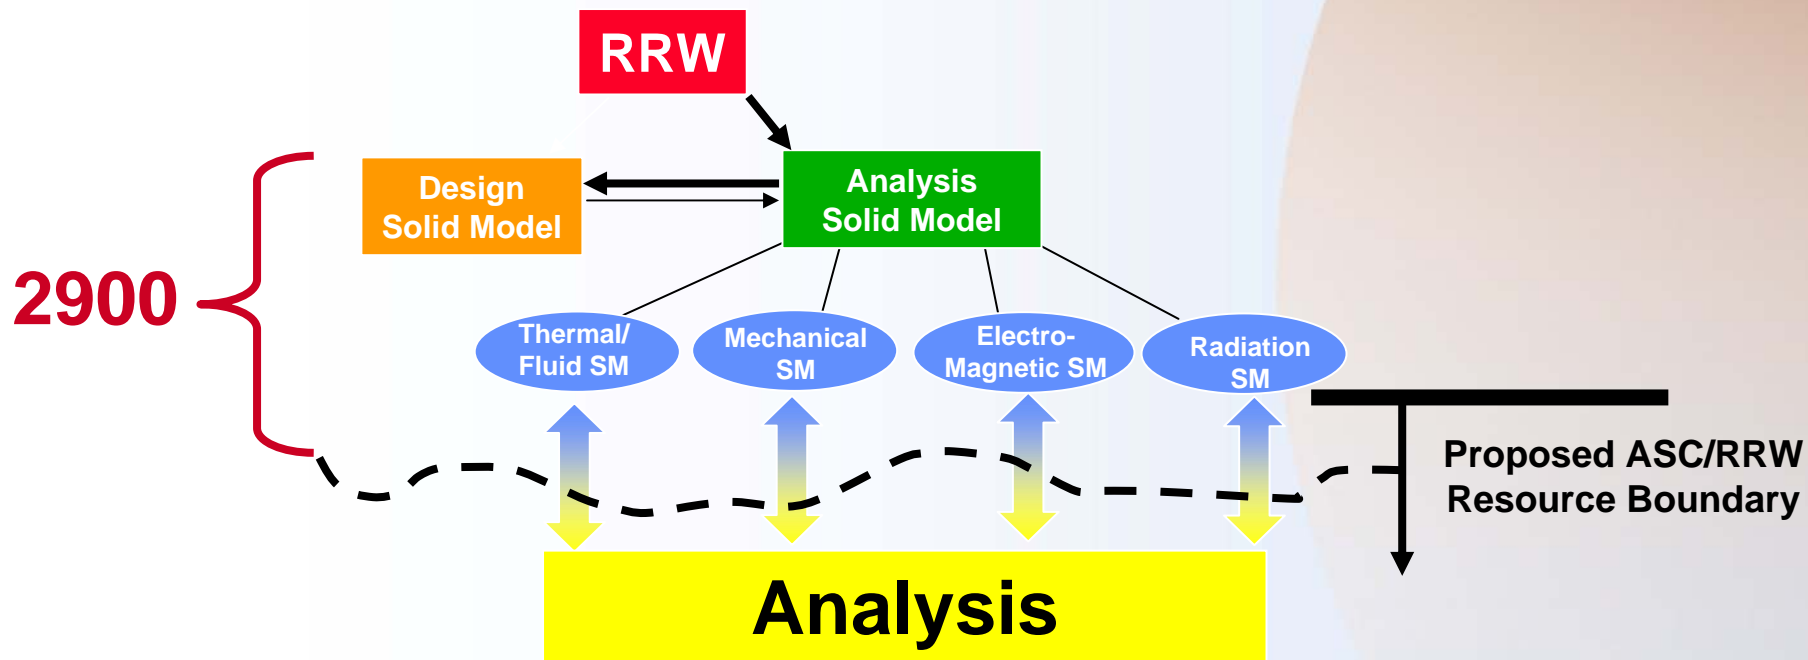 RRW
Design
Solid Model
Analysis
Solid Model
2900
Thermal/
Fluid SM
Mechanical
SM
Electro-
Magnetic SM
Radiation
SM
Proposed ASC/RRW
Resource Boundary
Analysis